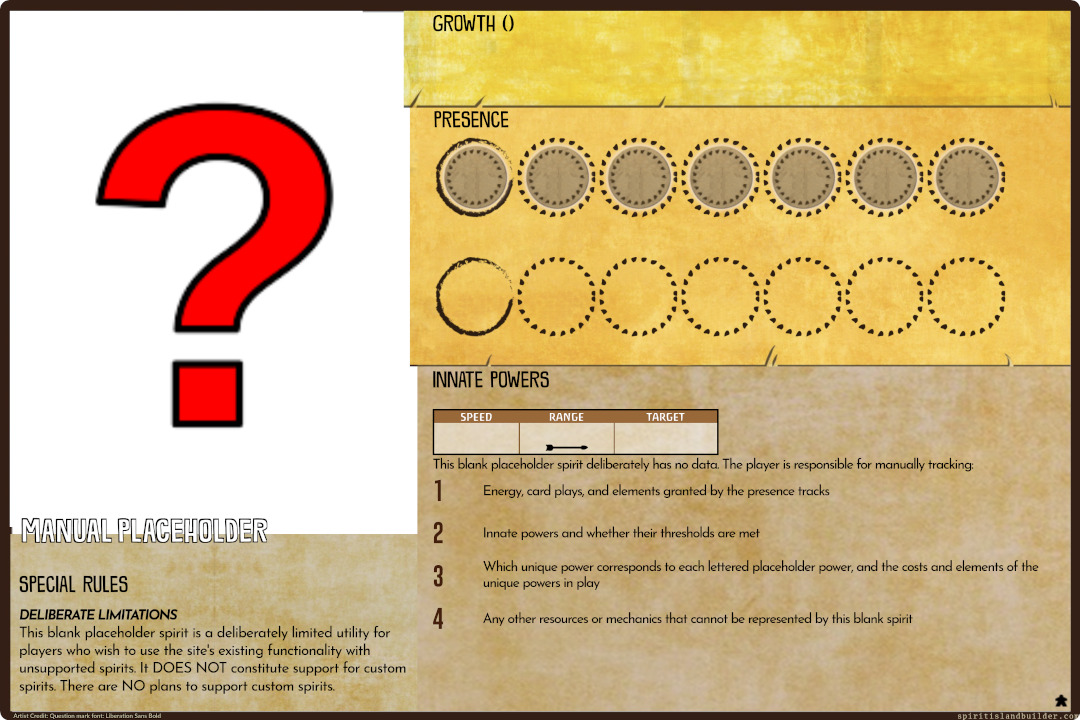 GROWTH ()
PRESENCE
INNATE POWERS
SPEED RANGE TARGET
This blank placeholder spirit deliberately has no data. The player is responsible for manually tracking:
1 Energy, card plays, and elements granted by the presence tracks
2 Innate powers and whether their thresholds are met
3 Which unique power corresponds to each lettered placeholder power, and the costs and elements of the
unique powers in play
4 Any other resources or mechanics that cannot be represented by this blank spirit
?
MANUAL PLACEHOLDER
SPECIAL RULES
DELIBERATE LIMITATIONS
This blank placeholder spirit is a deliberately limited utility for
players who wish to use the site's existing functionality with
unsupported spirits. It DOES NOT constitute support for custom
spirits. There are NO plans to support custom spirits.
Artist Credit: Question mark font: Liberation Sans Bold
spiritislandbuilder.com